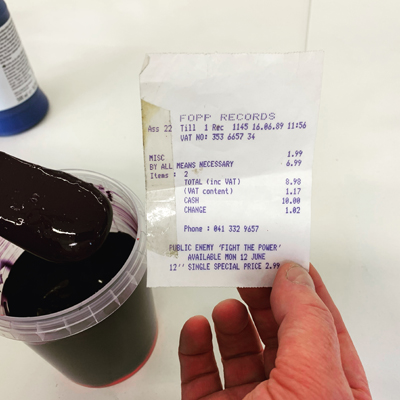 FOPP RECORDS
Ass 22 Till 1 Rec 1145 16.06.89 11:56
VAT NO: 353 6657 34
MISC 1.99
BY ALL MEANS NECESSARY 6.99
Items : 2
TOTAL (inc VAT) 8.98
(VAT content) 1.17
CASH 10.00
CHANGE 1.02
Phone : 041 332 9657
PUBLIC ENEMY 'FIGHT THE POWER'
AVAILABLE MON 12 JUNE
12'' SINGLE SPECIAL PRICE 2.99